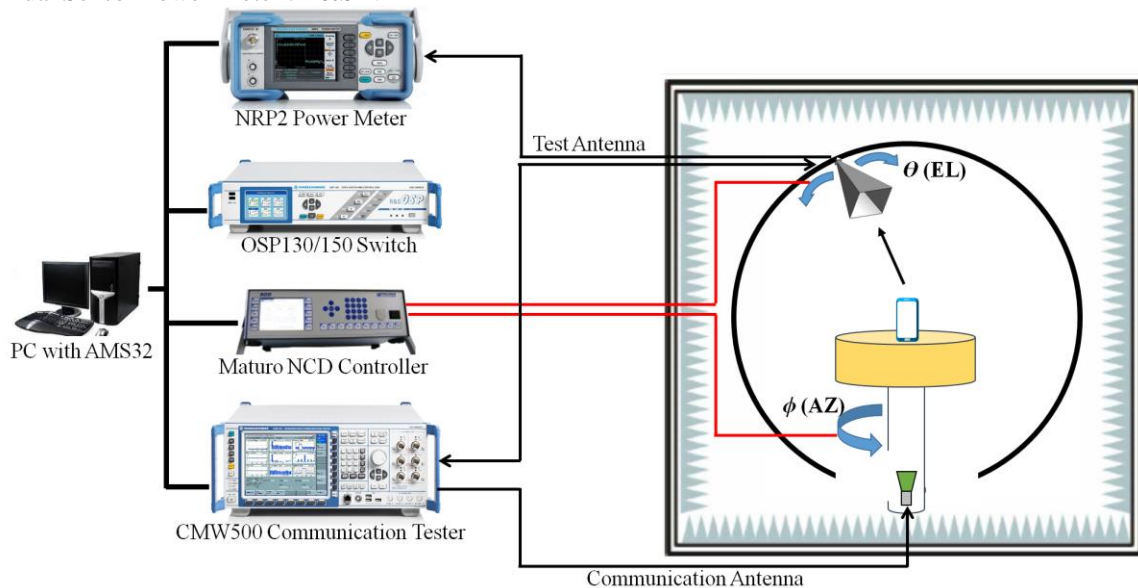 NRP2 Power Meter
Test Antenna
θ (EL)
OSP130/150 Switch
OSP
PC with AMS32
Maturo NCD Controller
ϕ (AZ)
CMW500 Communication Tester
Communication Antenna